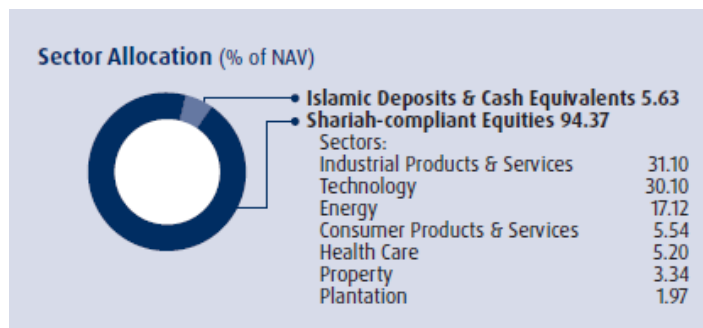 Sector Allocation (% of NAV)
Islamic Deposits & Cash Equivalents 5.63
Shariah-compliant Equities 94.37
Sectors:
Industrial Products & Services 31.10
Technology 30.10
Energy 17.12
Consumer Products & Services 5.54
Health Care 5.20
Property 3.34
Plantation 1.97